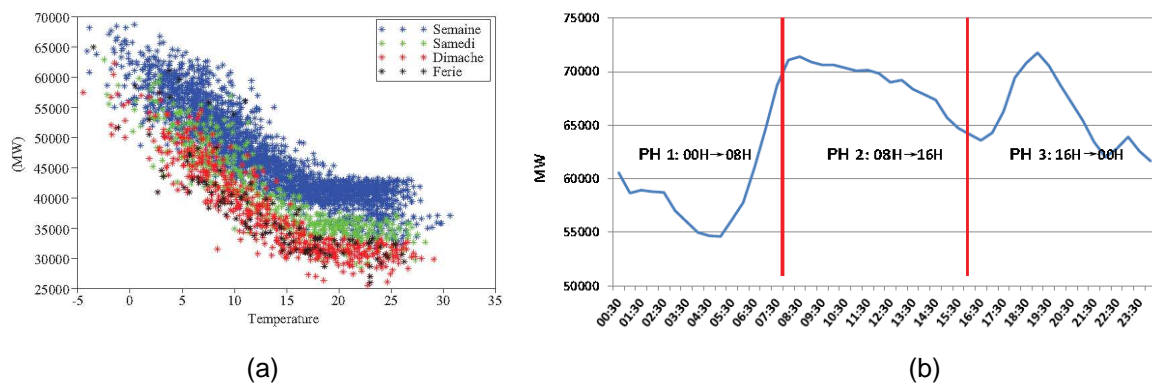 70000
65000
60000
55000
50000
45000
40000
35000
30000
25000
(MW)
-5 0 5 10 15 20 25 30 35
Temperature
Semaine
Samedi
Dimache
Ferie
(a)
75000
70000
65000
60000
55000
50000
MW
PH 1: 00H→08H
PH 2: 08H→16H
PH 3: 16H→00H
00:30 01:30 02:30 03:30 04:30 05:30 06:30 07:30 08:30 09:30 10:30 11:30 12:30 13:30 14:30 15:30 16:30 17:30 18:30 19:30 20:30 21:30 22:30 23:30
(b)